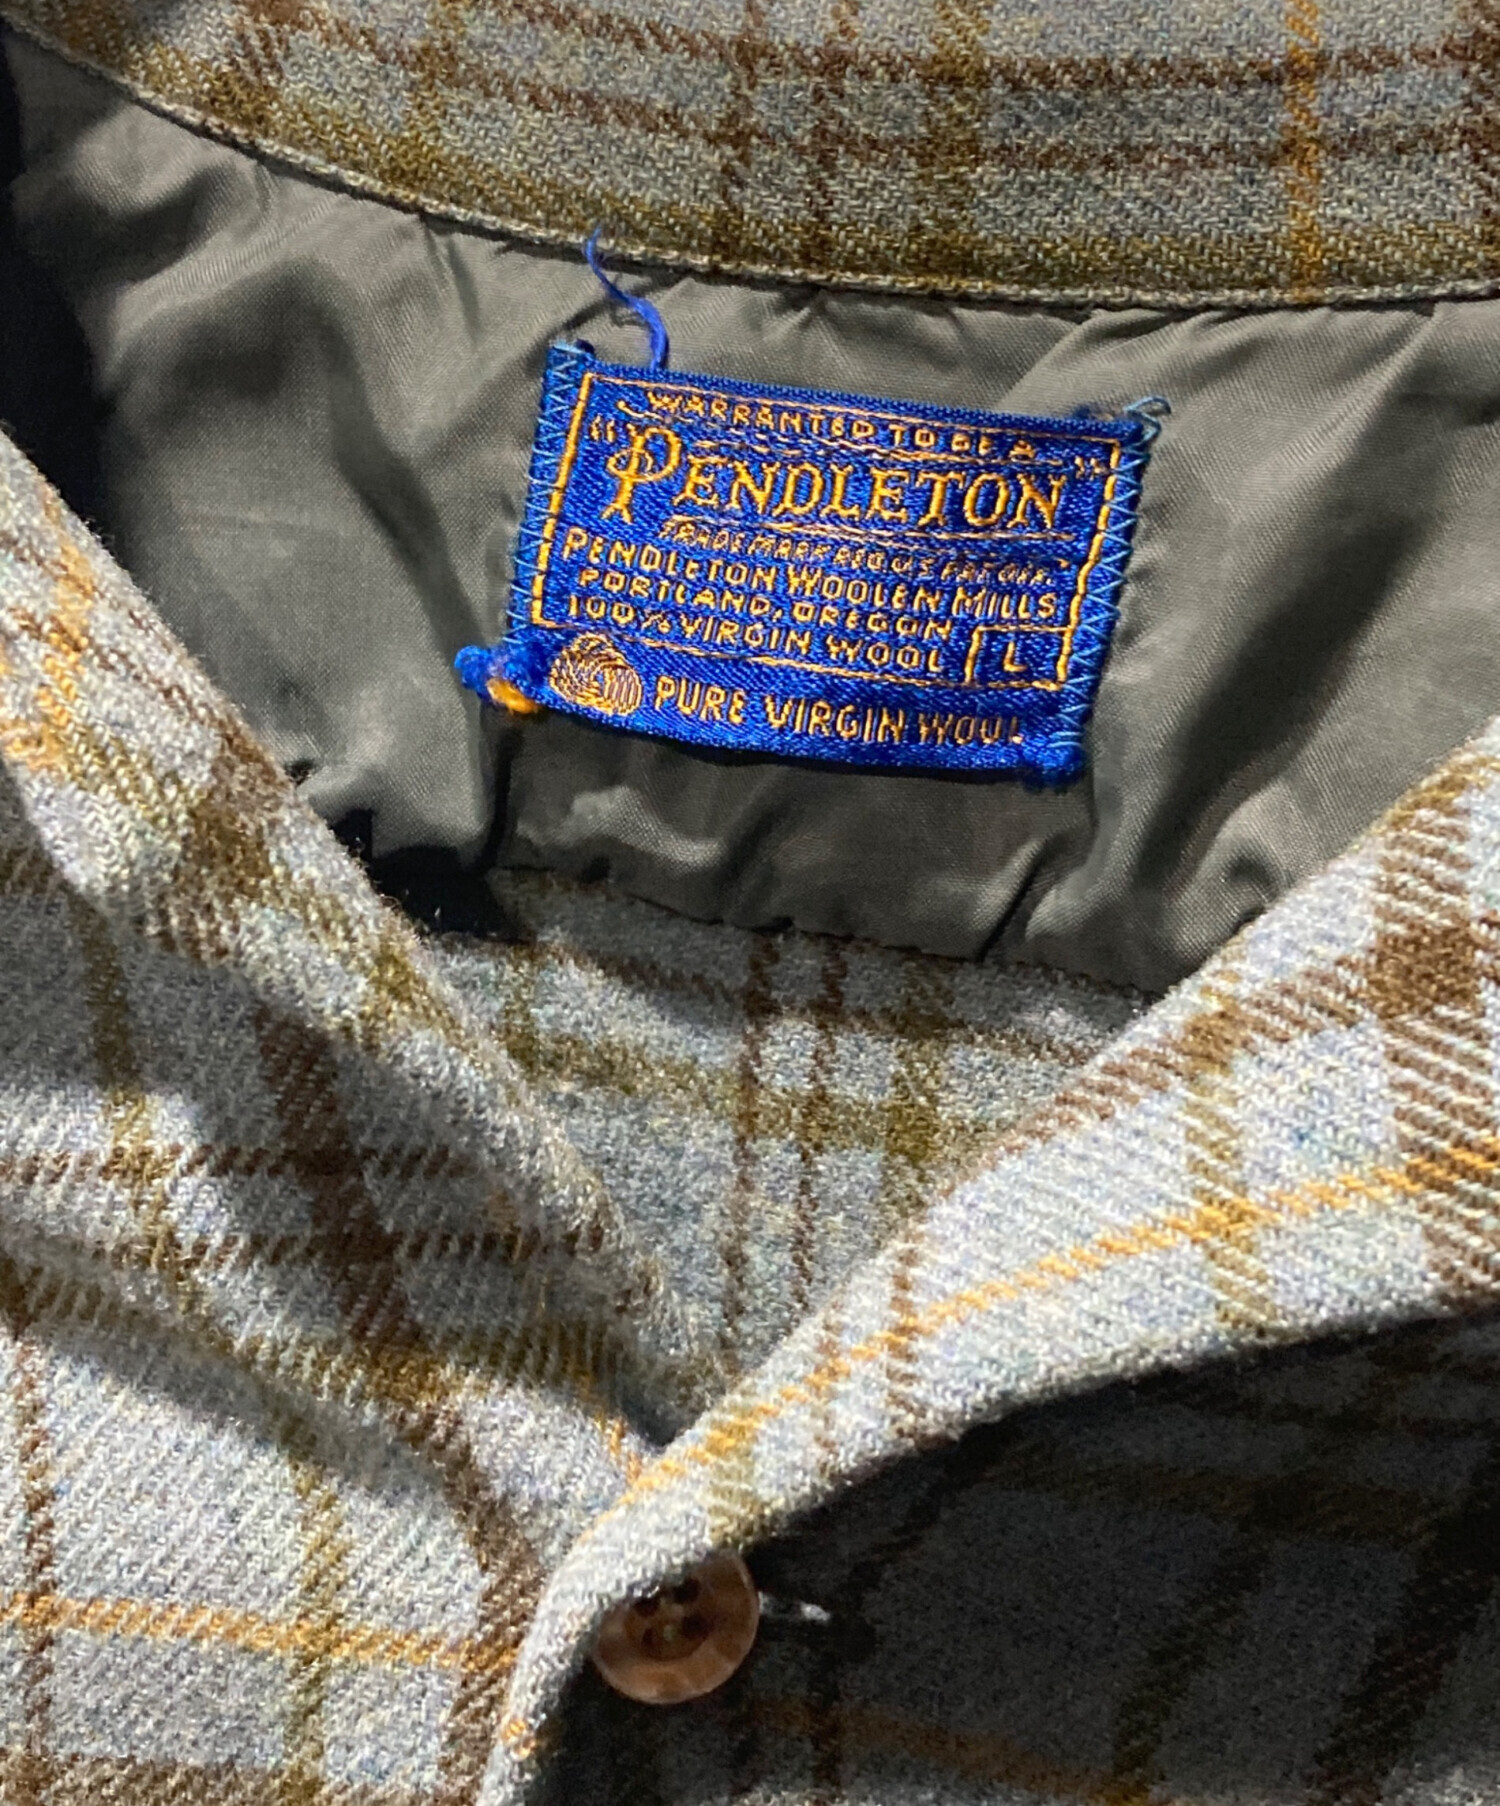 WARRANTED TO BE A
"PENDLETON"
TRADE MARK REG. U.S. PAT. OFF.
PENDLETON WOOLEN MILLS
PORTLAND, OREGON
100% VIRGIN WOOL L
PURE VIRGIN WOOL